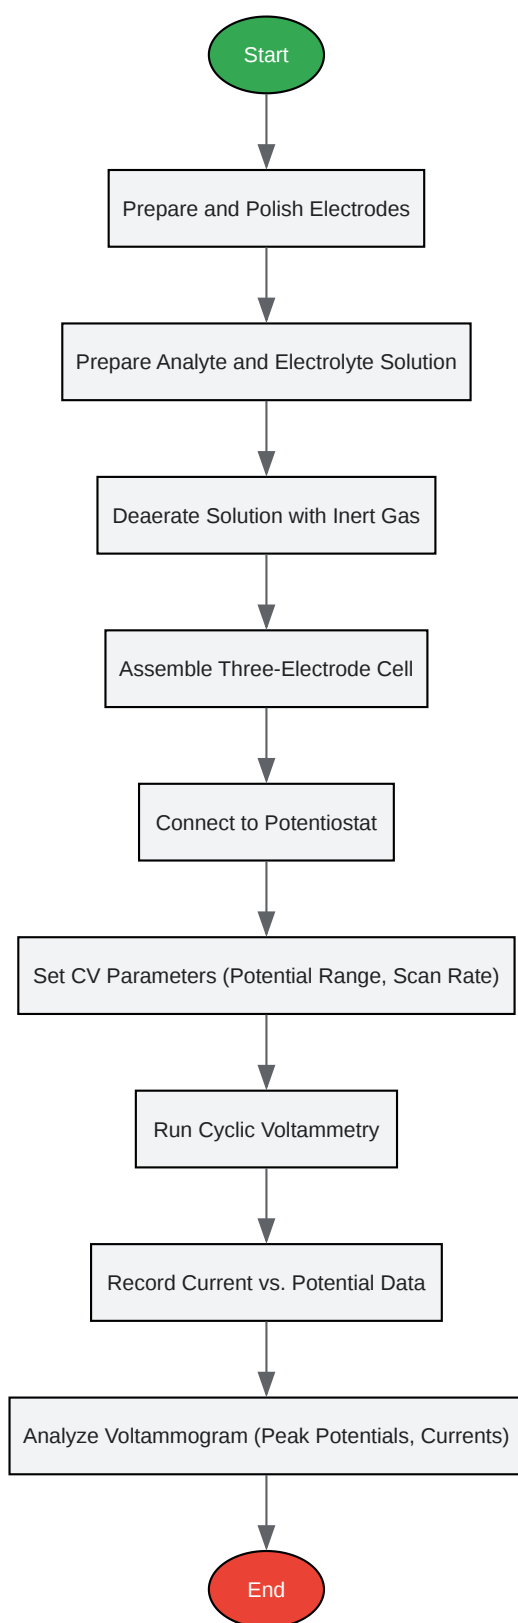 Start
Prepare and Polish Electrodes
Prepare Analyte and Electrolyte Solution
Deaerate Solution with Inert Gas
Assemble Three-Electrode Cell
Connect to Potentiostat
Set CV Parameters (Potential Range, Scan Rate)
Run Cyclic Voltammetry
Record Current vs. Potential Data
Analyze Voltammogram (Peak Potentials, Currents)
End